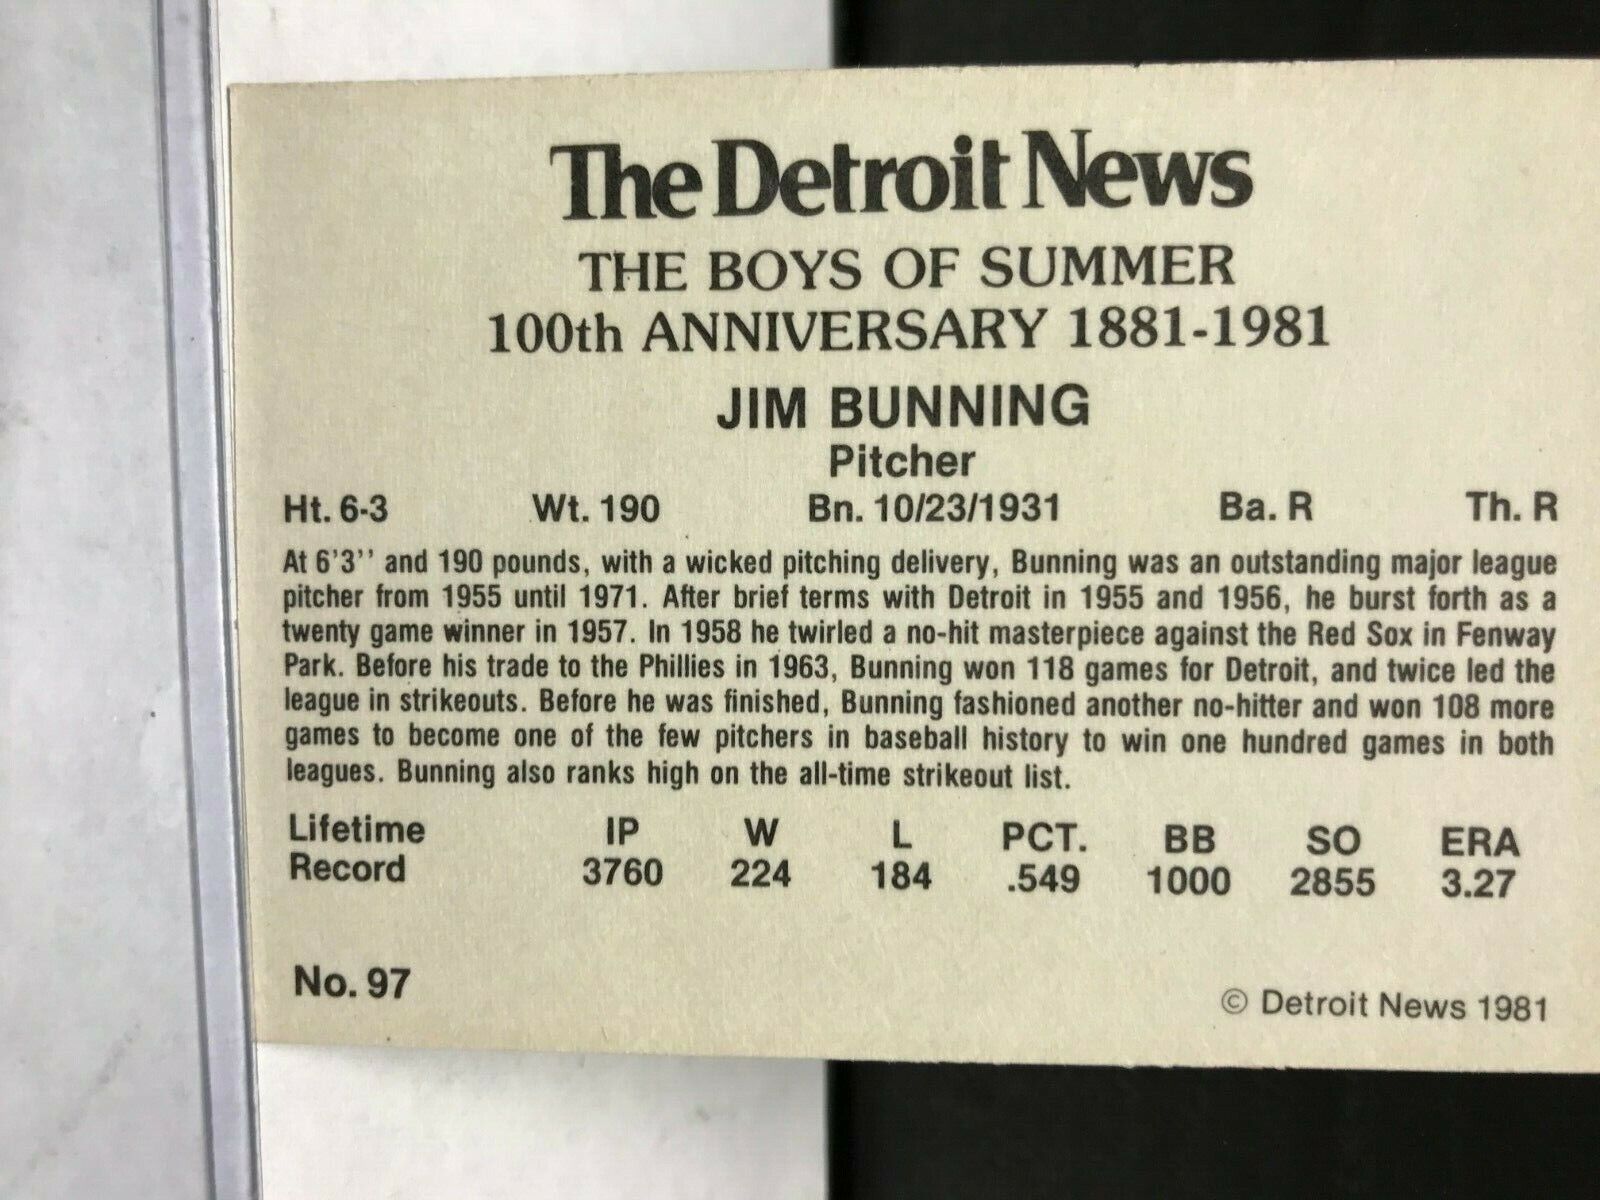 The Detroit News
THE BOYS OF SUMMER
100th ANNIVERSARY 1881-1981
JIM BUNNING
Pitcher
Ht. 6-3 Wt. 190 Bn. 10/23/1931 Ba. R Th. R
At 6'3'' and 190 pounds, with a wicked pitching delivery, Bunning was an outstanding major league
pitcher from 1955 until 1971. After brief terms with Detroit in 1955 and 1956, he burst forth as a
twenty game winner in 1957. In 1958 he twirled a no-hit masterpiece against the Red Sox in Fenway
Park. Before his trade to the Phillies in 1963, Bunning won 118 games for Detroit, and twice led the
league in strikeouts. Before he was finished, Bunning fashioned another no-hitter and won 108 more
games to become one of the few pitchers in baseball history to win one hundred games in both
leagues. Bunning also ranks high on the all-time strikeout list.
Lifetime IP W L PCT. BB SO ERA
Record 3760 224 184 .549 1000 2855 3.27
No. 97
© Detroit News 1981